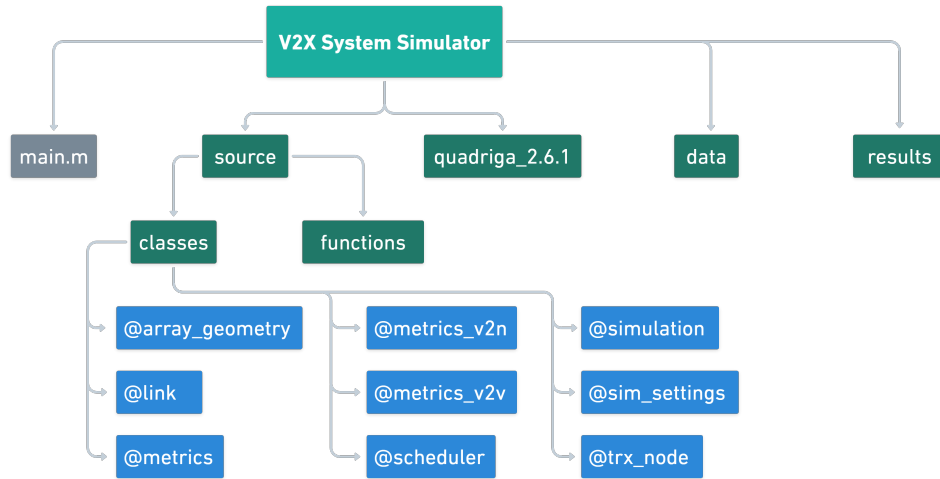 V2X System Simulator
main.m
source
quadriga_2.6.1
data
results
classes
functions
@array_geometry
@metrics_v2n
@simulation
@link
@metrics_v2v
@sim_settings
@metrics
@scheduler
@trx_node